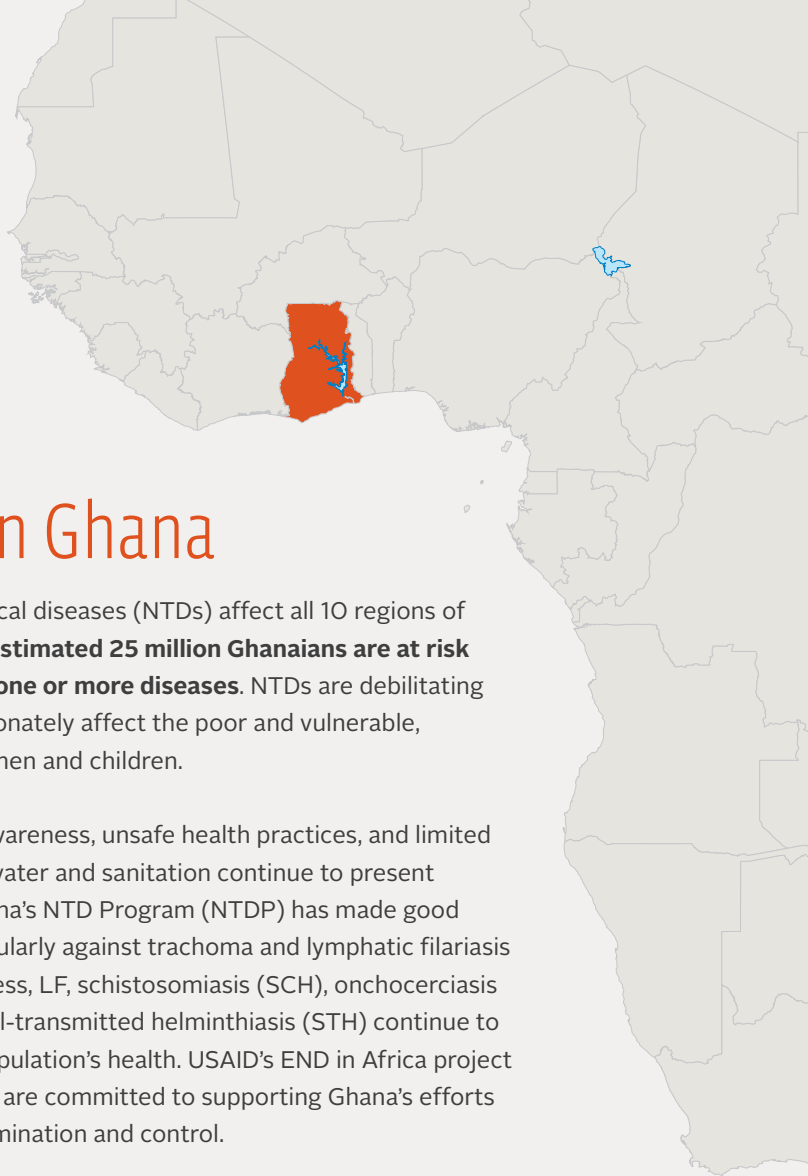 n Ghana
cal diseases (NTDs) affect all 10 regions of
stimated 25 million Ghanaians are at risk
one or more diseases. NTDs are debilitating
onately affect the poor and vulnerable,
nen and children.
wareness, unsafe health practices, and limited
water and sanitation continue to present
na’s NTD Program (NTDP) has made good
ularly against trachoma and lymphatic filariasis
ess, LF, schistosomiasis (SCH), onchocerciasis
l-transmitted helminthiasis (STH) continue to
pulation’s health. USAID’s END in Africa project
are committed to supporting Ghana’s efforts
mination and control.